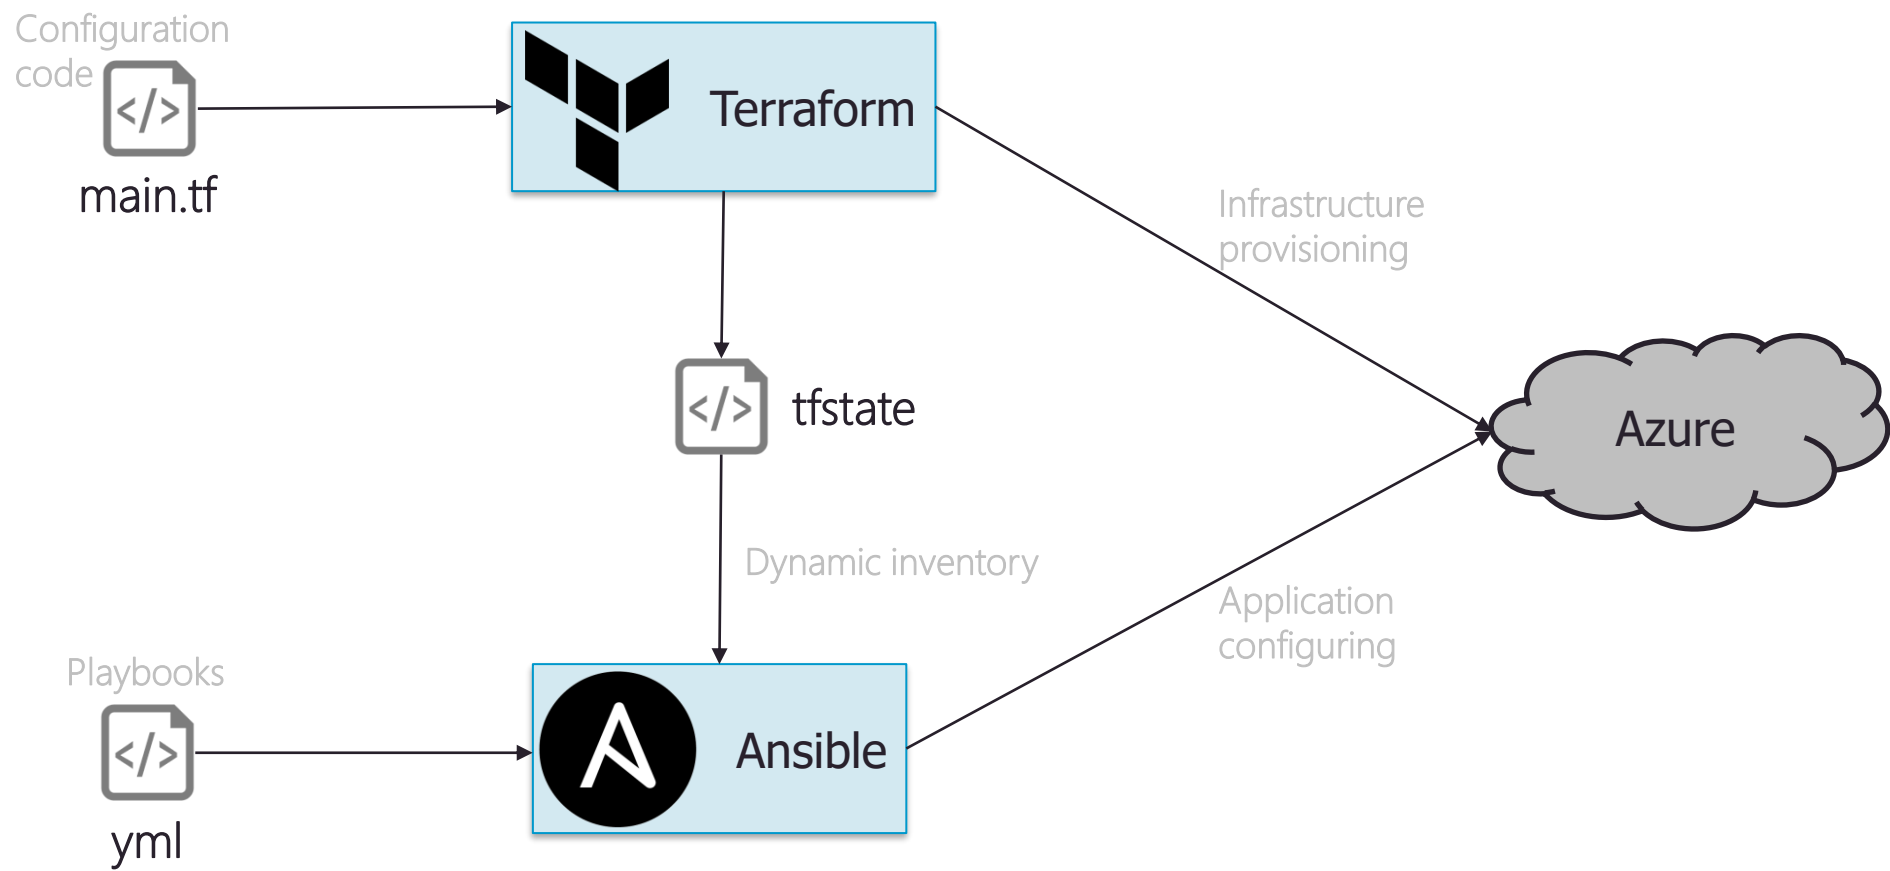 Configuration
code
main.tf
Terraform
Infrastructure
provisioning
tfstate
Azure
Dynamic inventory
Application
configuring
Playbooks
yml
Ansible